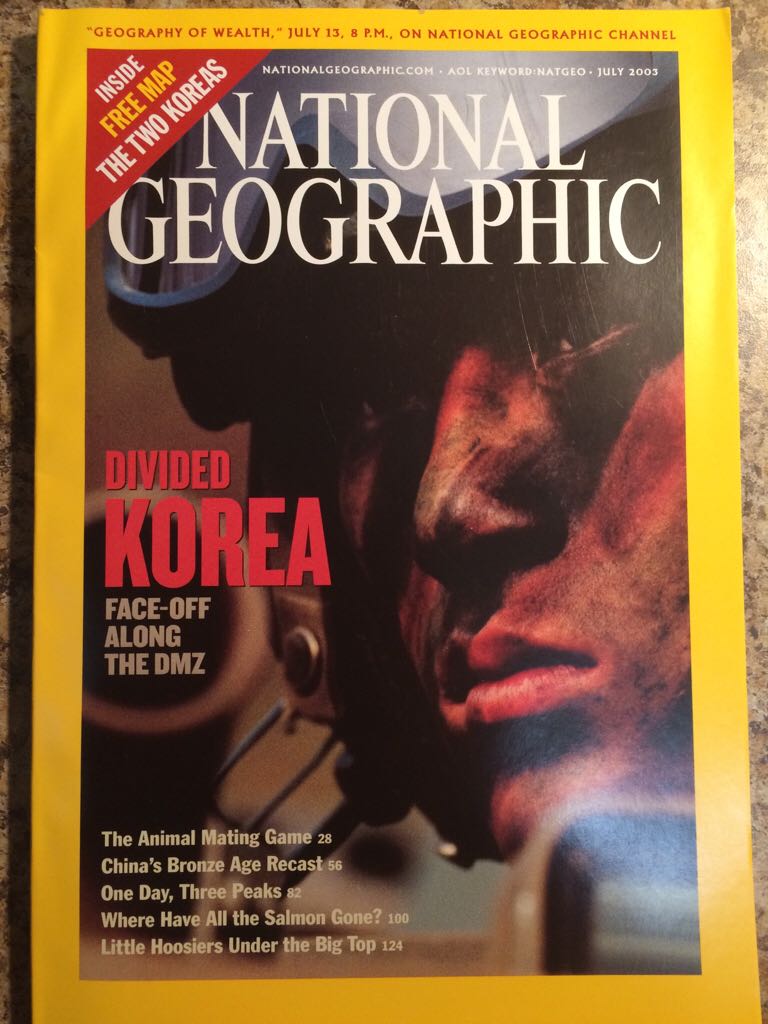 "GEOGRAPHY OF WEALTH," JULY 13, 8 P.M., ON NATIONAL GEOGRAPHIC CHANNEL
INSIDE
FREE MAP
THE TWO KOREAS
NATIONALGEOGRAPHIC.COM • AOL KEYWORD:NATGEO • JULY 2003
NATIONAL
GEOGRAPHIC
DIVIDED
KOREA
FACE-OFF
ALONG
THE DMZ
The Animal Mating Game 28
China's Bronze Age Recast 56
One Day, Three Peaks 82
Where Have All the Salmon Gone? 100
Little Hoosiers Under the Big Top 124